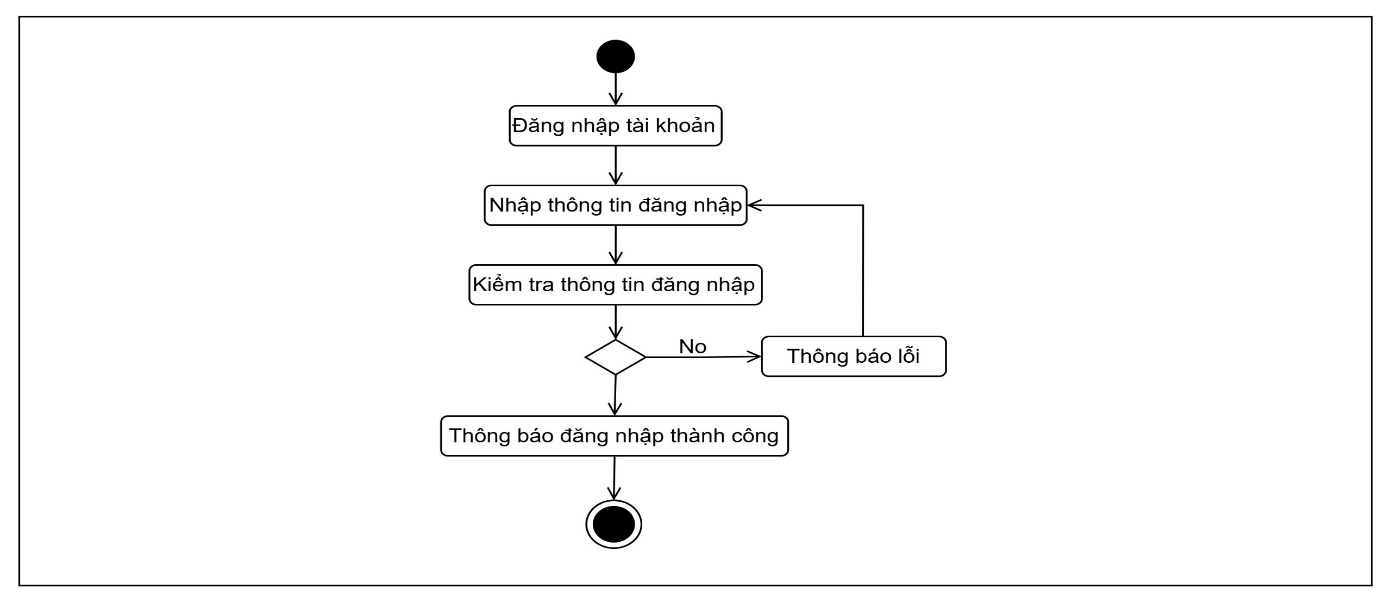 Đăng nhập tài khoản
Nhập thông tin đăng nhập
Kiểm tra thông tin đăng nhập
No
Thông báo lỗi
Thông báo đăng nhập thành công